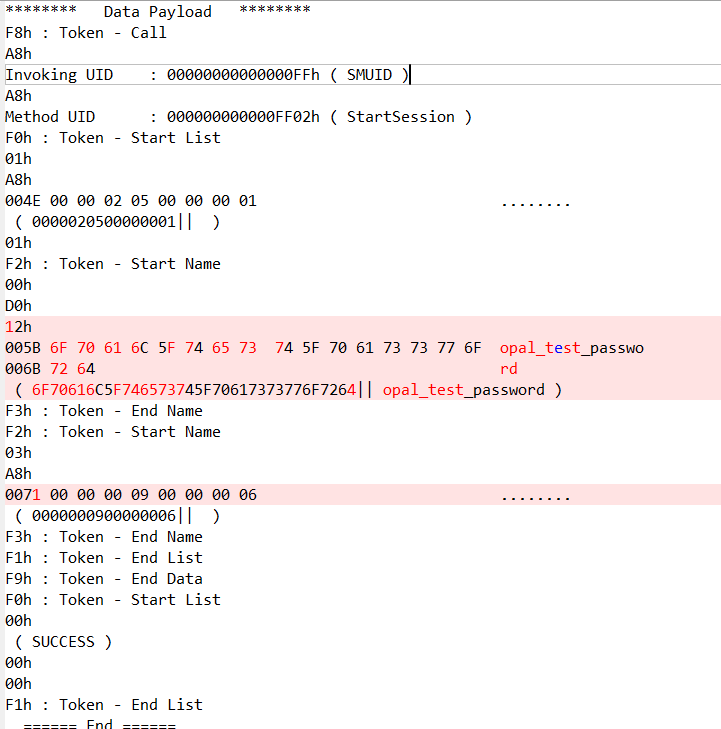 ********   Data Payload   ********
F8h : Token - Call
A8h
Invoking UID    : 00000000000000FFh ( SMUID )
A8h
Method UID      : 000000000000FF02h ( StartSession )
F0h : Token - Start List
01h
A8h
004E 00 00 02 05 00 00 00 01                           ........
 ( 0000020500000001||  )
01h
F2h : Token - Start Name
00h
D0h
12h
005B 6F 70 61 6C 5F 74 65 73  74 5F 70 61 73 73 77 6F  opal_test_passwo
006B 72 64                                             rd
 ( 6F70616C5F746573745F70617373776F7264|| opal_test_password )
F3h : Token - End Name
F2h : Token - Start Name
03h
A8h
0071 00 00 00 09 00 00 00 06                           ........
 ( 0000000900000006||  )
F3h : Token - End Name
F1h : Token - End List
F9h : Token - End Data
F0h : Token - Start List
00h
 ( SUCCESS )
00h
00h
F1h : Token - End List
  ====== End ======